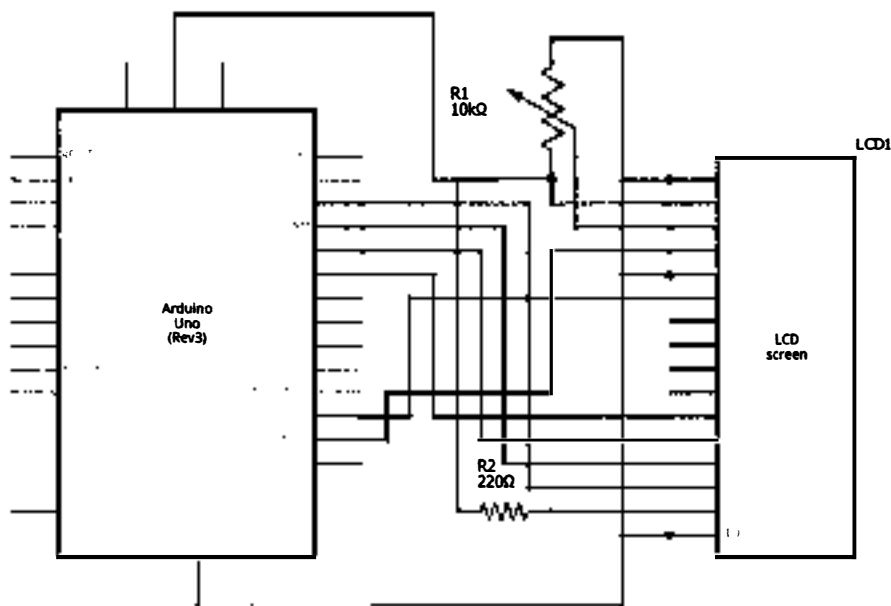 R1
10kΩ
LCD1
Arduino
Uno
(Rev3)
LCD
screen
R2
220Ω